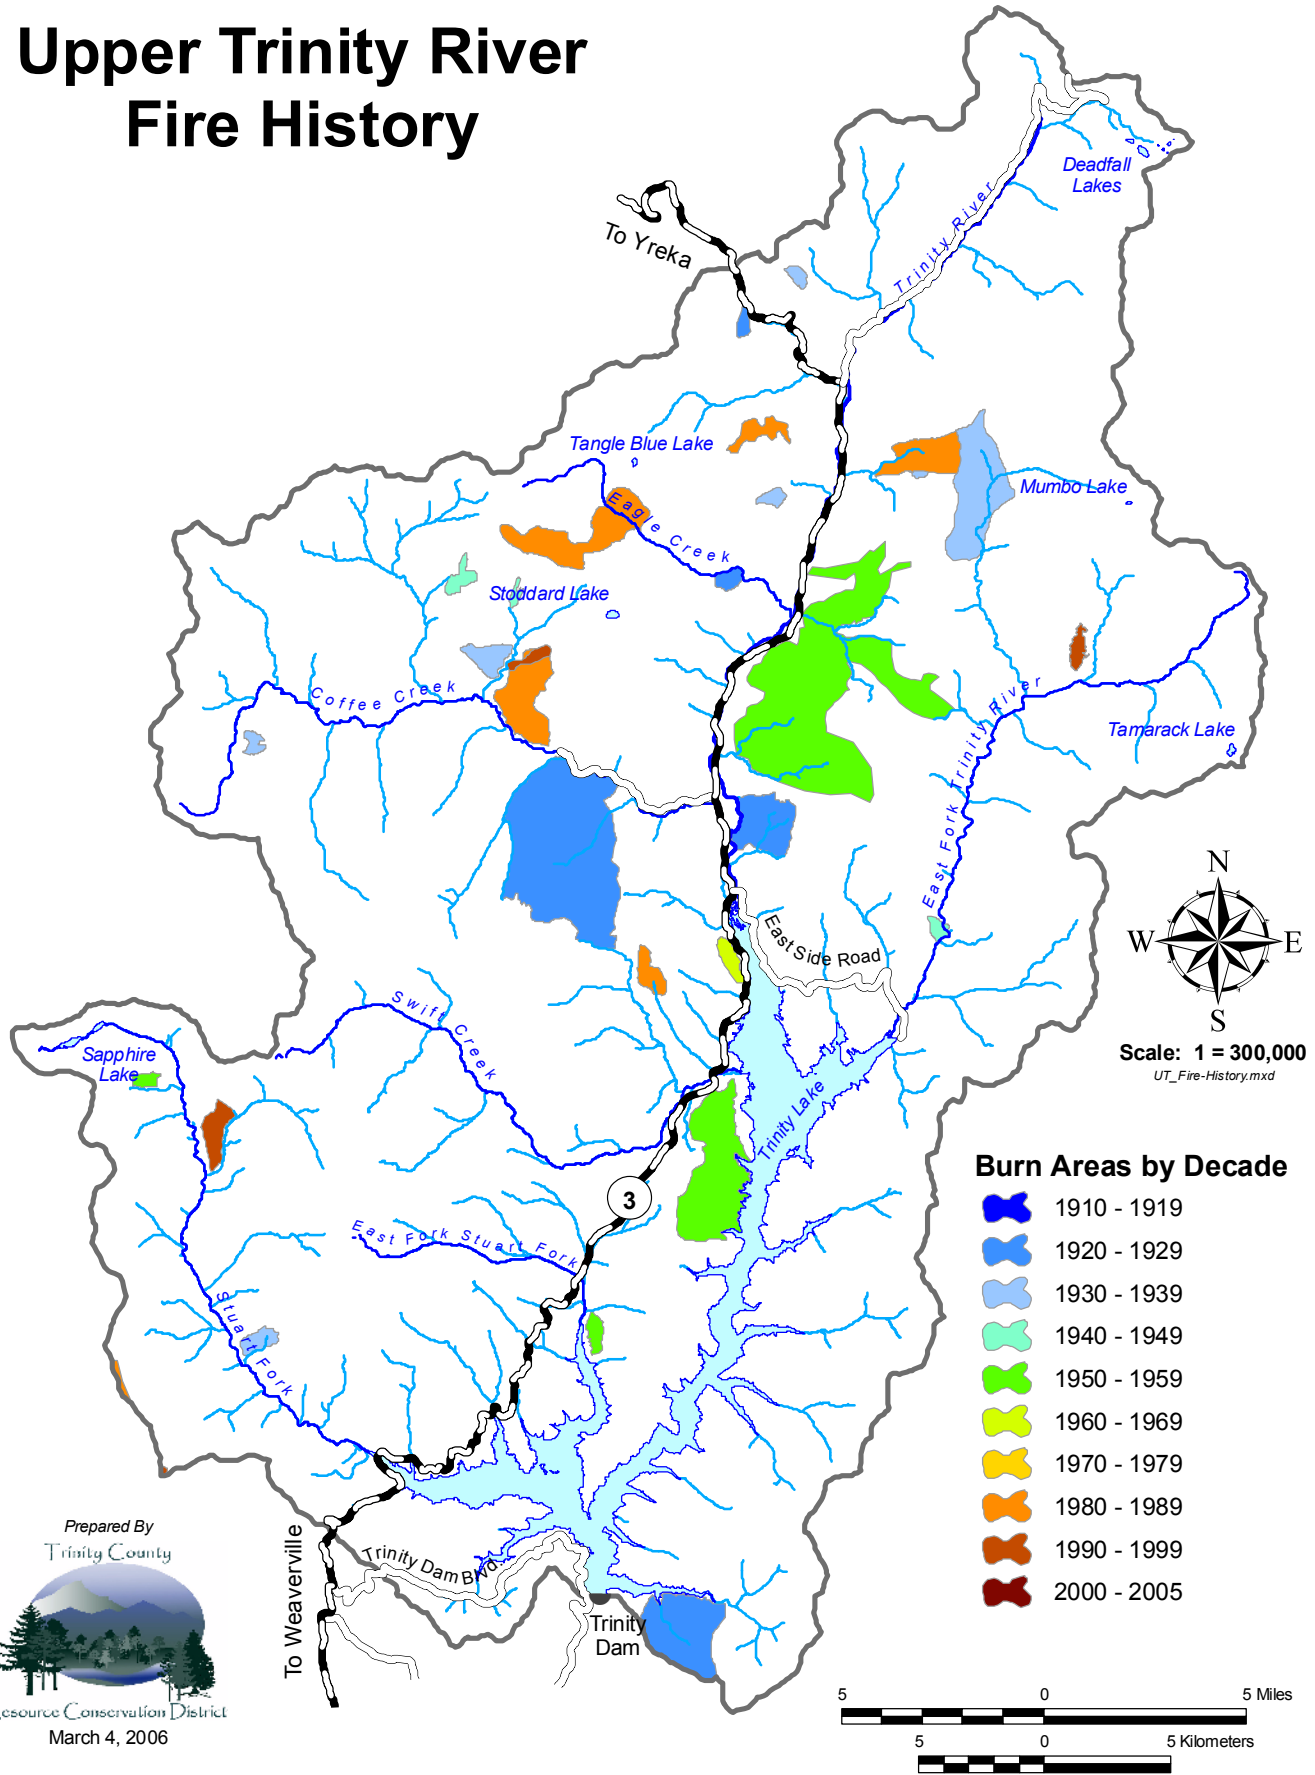 Upper Trinity River
Fire History
To Yreka
Deadfall
Lakes
Trinity River
Tangle Blue Lake
Eagle Creek
Mumbo Lake
Stoddard Lake
Coffee Creek
East Fork Trinity River
Tamarack Lake
East Side Road
Swift Creek
Sapphire
Lake
Trinity Lake
3
East Fork Stuart Fork
Stuart Fork
To Weaverville
Trinity Dam Blvd.
Trinity
Dam
N
W
E
S
Scale: 1 = 300,000
UT_Fire-History.mxd
Burn Areas by Decade
1910 - 1919
1920 - 1929
1930 - 1939
1940 - 1949
1950 - 1959
1960 - 1969
1970 - 1979
1980 - 1989
1990 - 1999
2000 - 2005
Prepared By
Trinity County
esource Conservation District
March 4, 2006
5 0 5 Miles
5 0 5 Kilometers